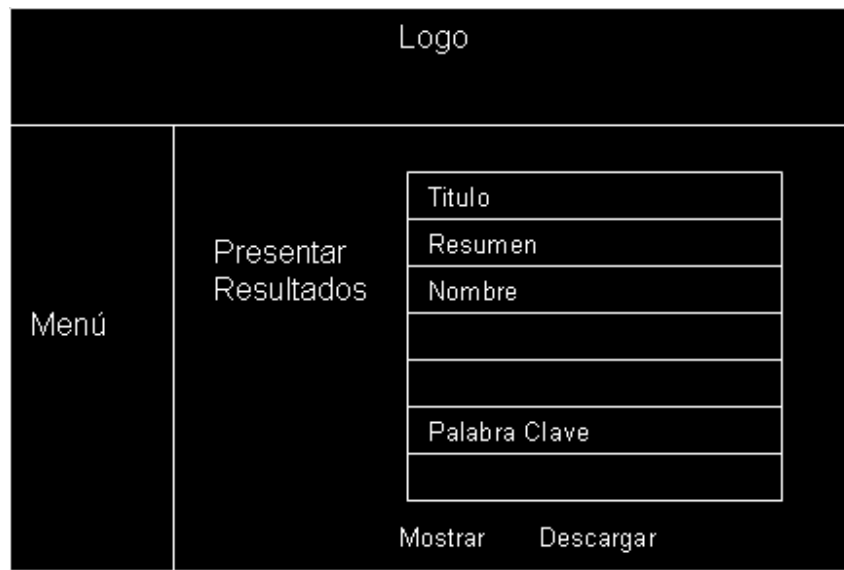 Logo
Menú
Presentar
Resultados
Titulo
Resumen
Nombre
Palabra Clave
Mostrar Descargar